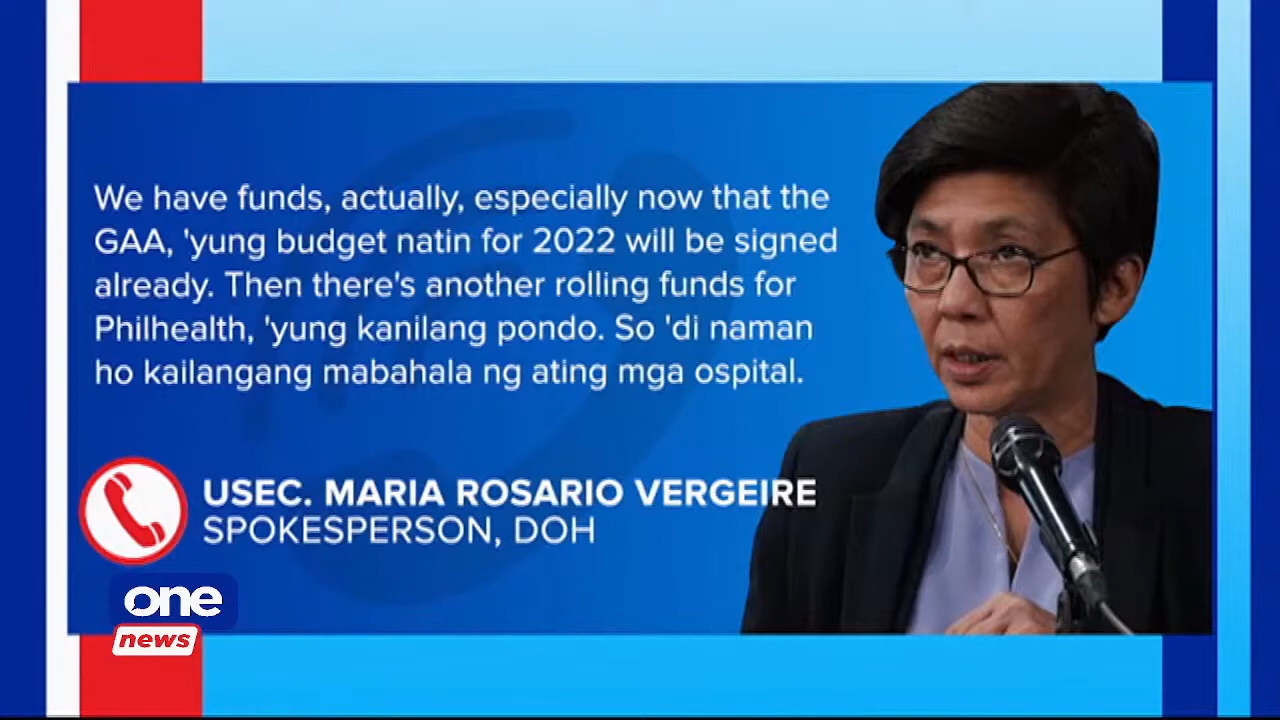 We have funds, actually, especially now that the
GAA, 'yung budget natin for 2022 will be signed
already. Then there's another rolling funds for
Philhealth, 'yung kanilang pondo. So 'di naman
ho kailangang mabahala ng ating mga ospital.
USEC. MARIA ROSARIO VERGEIRE
SPOKESPERSON, DOH
one
news